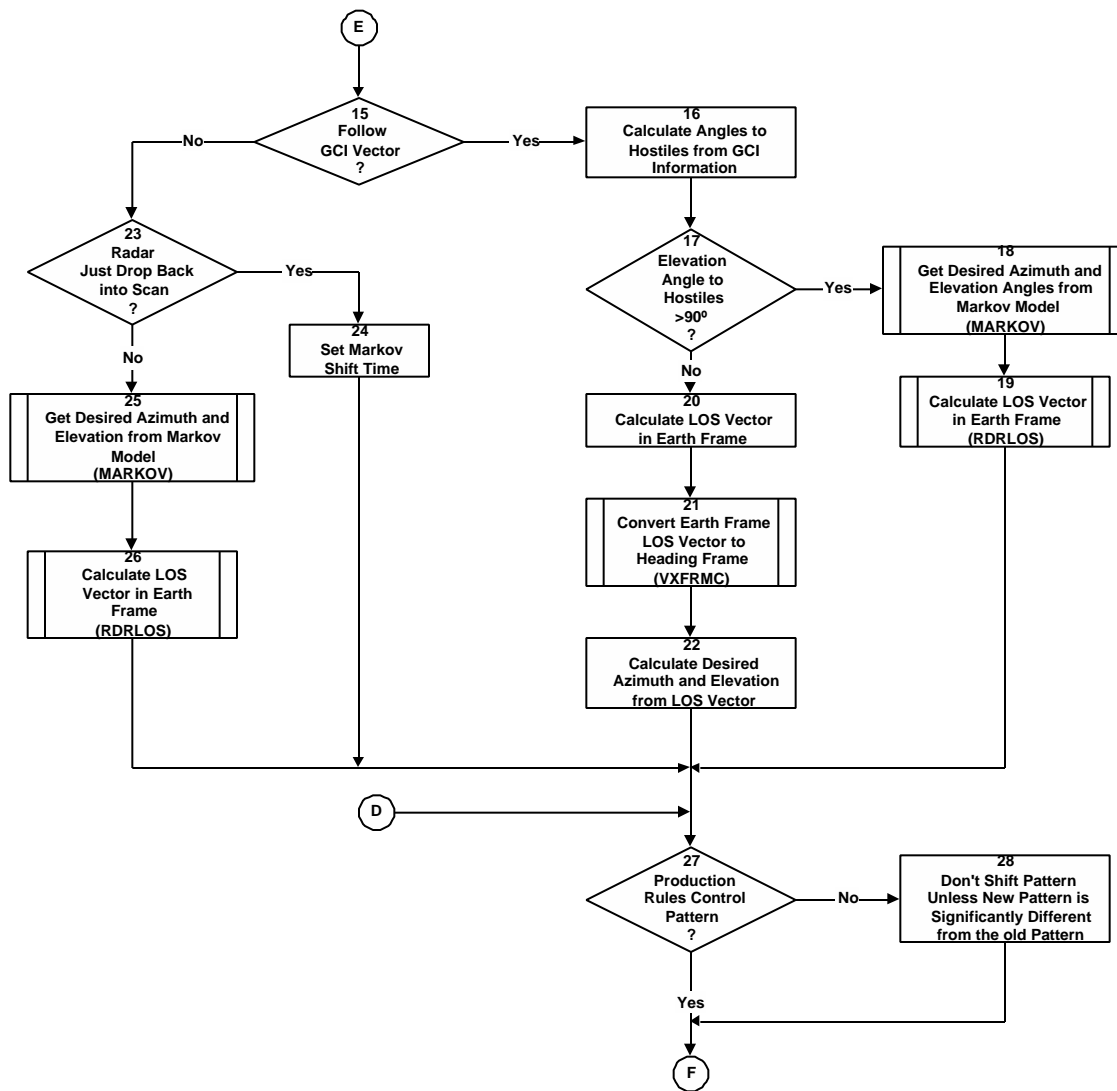 E
15
Follow
GCI Vector
?
No
Yes
16
Calculate Angles to
Hostiles from GCI
Information
23
Radar
Just Drop Back
into Scan
?
Yes
No
17
Elevation
Angle to
Hostiles
>90º
?
Yes
No
18
Get Desired Azimuth and
Elevation Angles from
Markov Model
(MARKOV)
24
Set Markov
Shift Time
25
Get Desired Azimuth and
Elevation from Markov
Model
(MARKOV)
20
Calculate LOS Vector
in Earth Frame
19
Calculate LOS Vector
in Earth Frame
(RDRLOS)
21
Convert Earth Frame
LOS Vector to
Heading Frame
(VXFRMC)
26
Calculate LOS
Vector in Earth
Frame
(RDRLOS)
22
Calculate Desired
Azimuth and Elevation
from LOS Vector
D
27
Production
Rules Control
Pattern
?
No
28
Don't Shift Pattern
Unless New Pattern is
Significantly Different
from the old Pattern
Yes
F